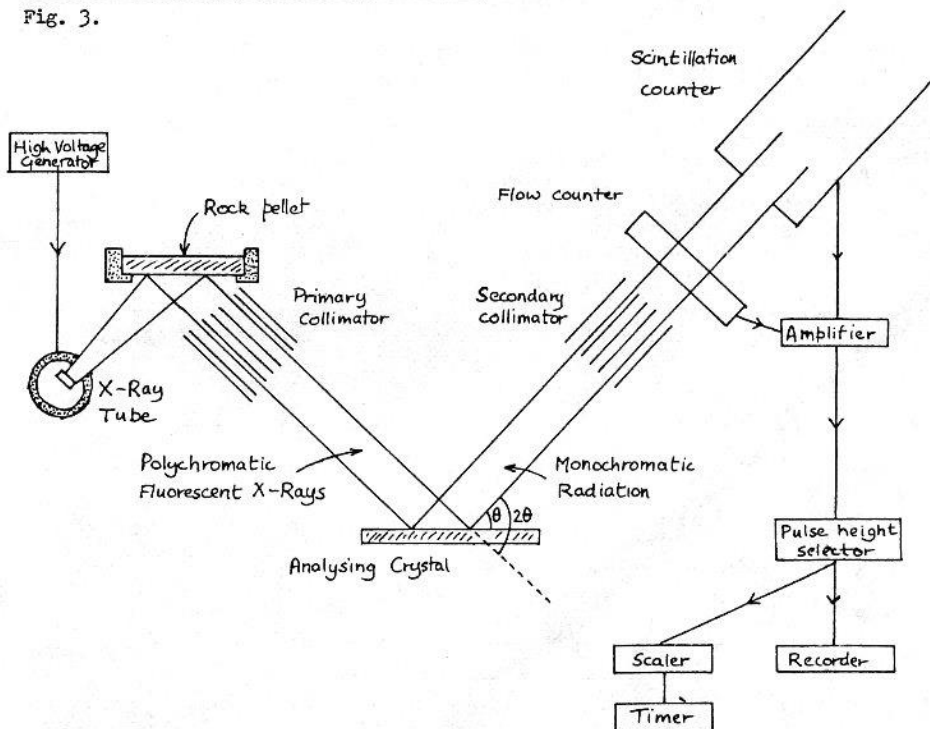 Fig. 3.
Scintillation
counter
High Voltage
Generator
Rock pellet
Flow counter
Primary
Collimator
Secondary
collimator
Amplifier
X-Ray
Tube
Polychromatic
Fluorescent X-Rays
Monochromatic
Radiation
θ 2θ
Analysing Crystal
Pulse height
selector
Scaler
Recorder
Timer